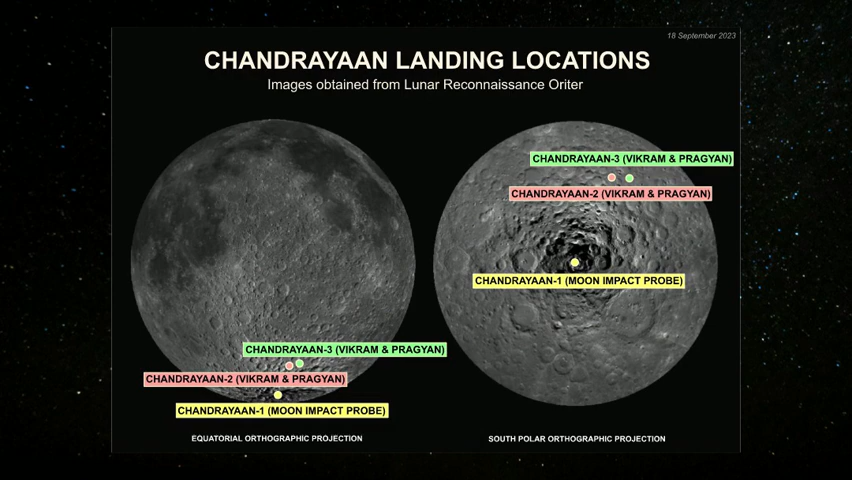 18 September 2023
CHANDRAYAAN LANDING LOCATIONS
Images obtained from Lunar Reconnaissance Oriter
CHANDRAYAAN-3 (VIKRAM & PRAGYAN)
CHANDRAYAAN-2 (VIKRAM & PRAGYAN)
CHANDRAYAAN-1 (MOON IMPACT PROBE)
EQUATORIAL ORTHOGRAPHIC PROJECTION
CHANDRAYAAN-3 (VIKRAM & PRAGYAN)
CHANDRAYAAN-2 (VIKRAM & PRAGYAN)
CHANDRAYAAN-1 (MOON IMPACT PROBE)
SOUTH POLAR ORTHOGRAPHIC PROJECTION